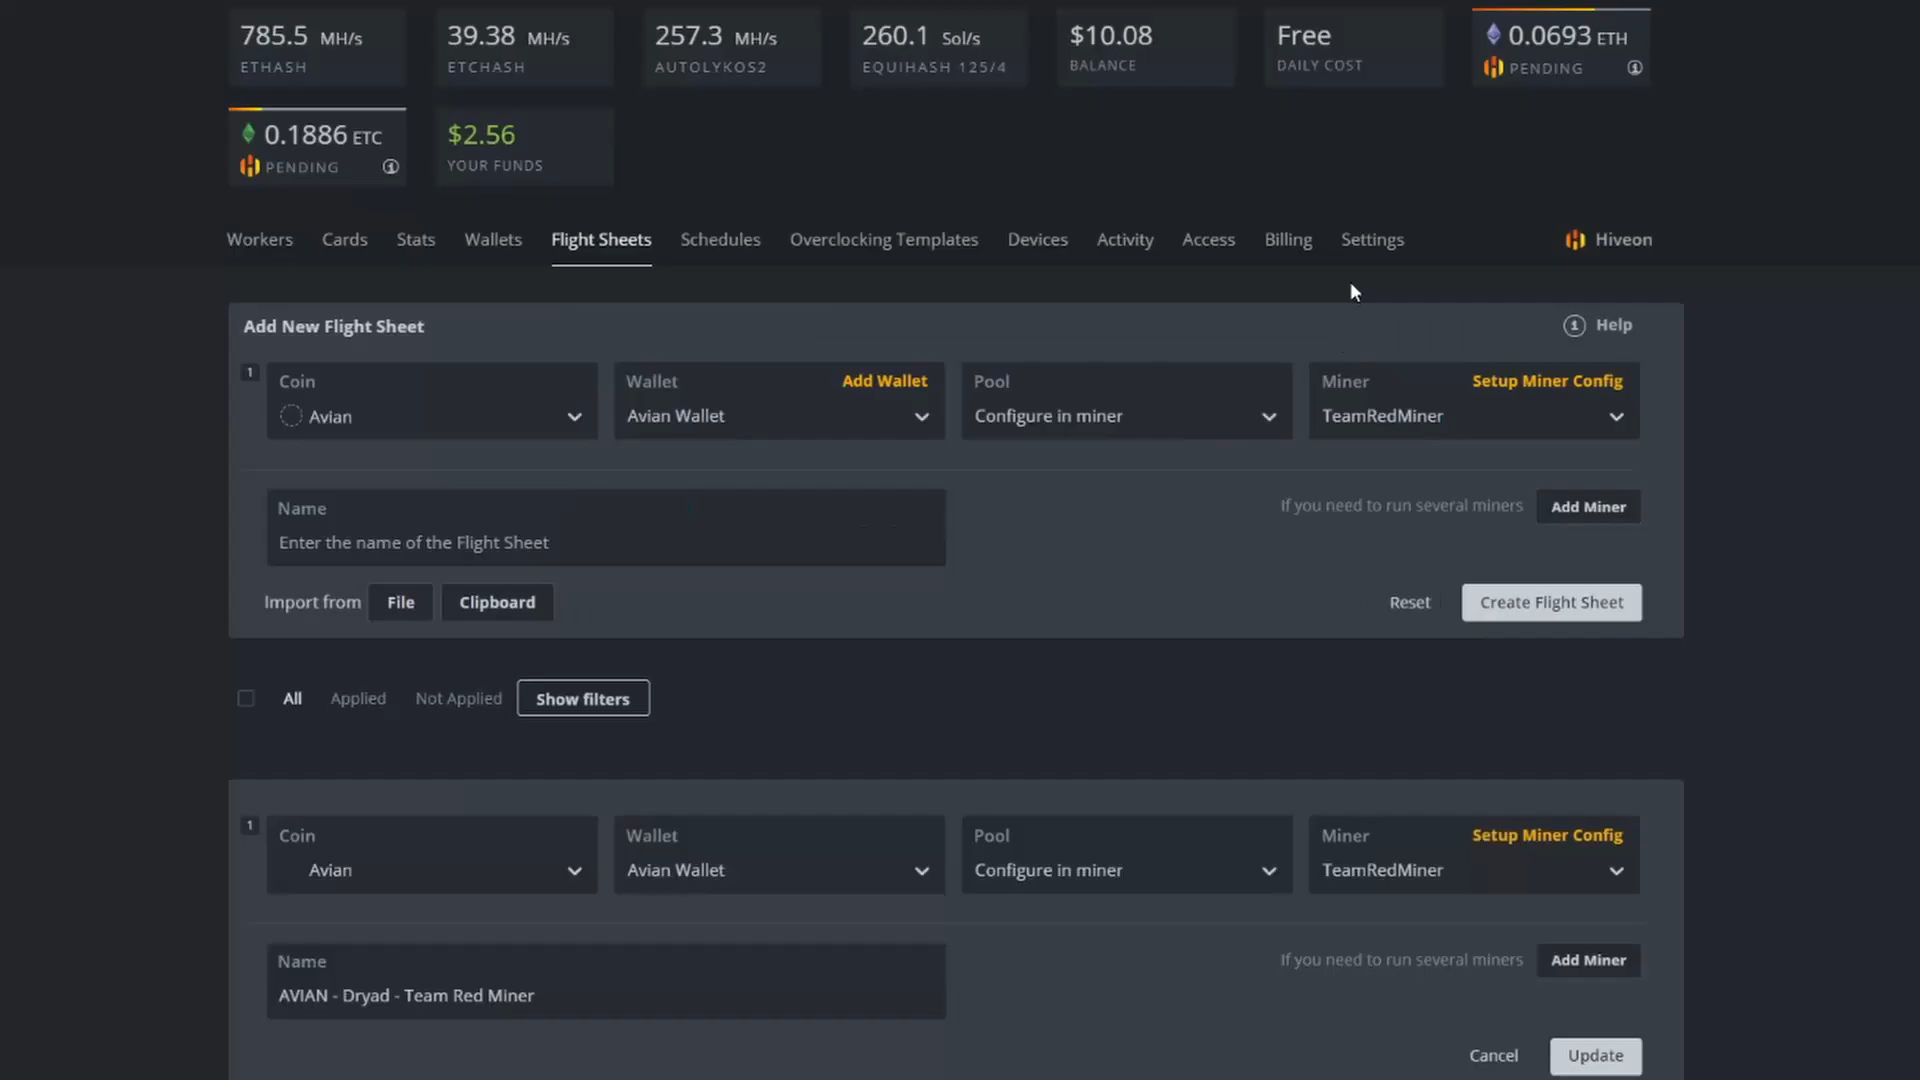 785.5 MH/s
ETHASH
39.38 MH/s
ETCHASH
257.3 MH/s
AUTOLYKOS2
260.1 Sol/s
EQUIHASH 125/4
$10.08
BALANCE
Free
DAILY COST
0.0693 ETH
PENDING
0.1886 ETC
PENDING
$2.56
YOUR FUNDS
Workers Cards Stats Wallets Flight Sheets Schedules Overclocking Templates Devices Activity Access Billing Settings Hiveon
Add New Flight Sheet
Help
1
Coin
Avian
Wallet Add Wallet
Avian Wallet
Pool
Configure in miner
Miner Setup Miner Config
TeamRedMiner
Name
Enter the name of the Flight Sheet
If you need to run several miners Add Miner
Import from File Clipboard
Reset Create Flight Sheet
All Applied Not Applied Show filters
1
Coin
Avian
Wallet
Avian Wallet
Pool
Configure in miner
Miner Setup Miner Config
TeamRedMiner
Name
AVIAN - Dryad - Team Red Miner
If you need to run several miners Add Miner
Cancel Update